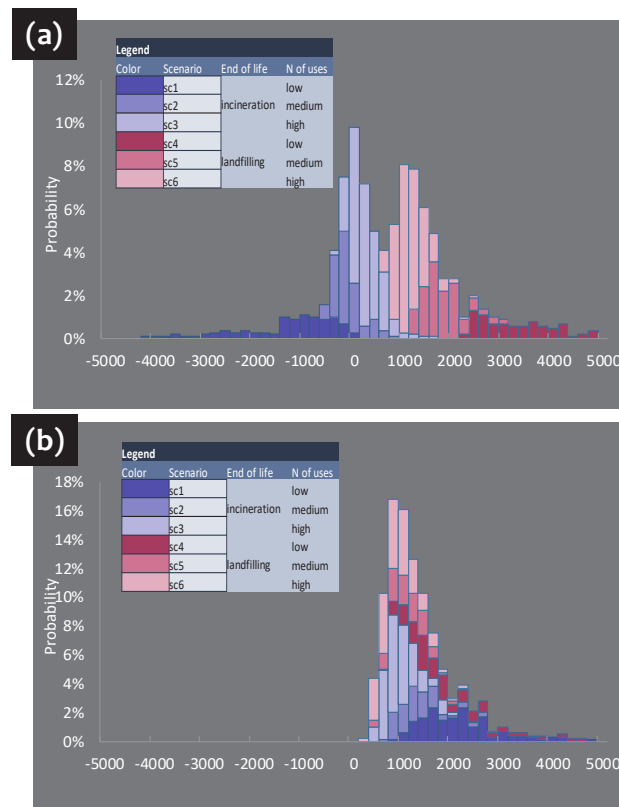 (a)
Legend
Color Scenario End of life N of uses
sc1 low
sc2 incineration medium
sc3 high
sc4 low
sc5 landfilling medium
sc6 high
12%
10%
8%
6%
4%
2%
0%
Probability
-5000 -4000 -3000 -2000 -1000 0 1000 2000 3000 4000 5000
(b)
Legend
Color Scenario End of life N of uses
sc1 low
sc2 incineration medium
sc3 high
sc4 low
sc5 landfilling medium
sc6 high
18%
16%
14%
12%
10%
8%
6%
4%
2%
0%
Probability
-5000 -4000 -3000 -2000 -1000 0 1000 2000 3000 4000 5000